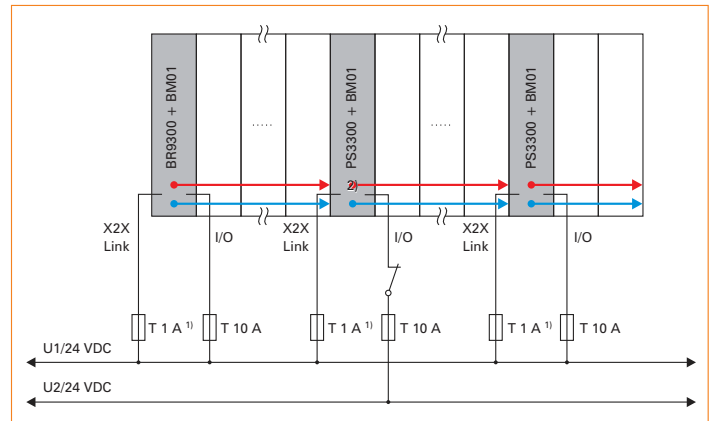 BR9300 + BM01
.....
PS3300 + BM01
.....
PS3300 + BM01
2)
X2X
Link
I/O
X2X
Link
I/O
X2X
Link
I/O
T 1 A 1)
T 10 A
T 1 A 1)
T 10 A
T 1 A 1)
T 10 A
U1/24 VDC
U2/24 VDC